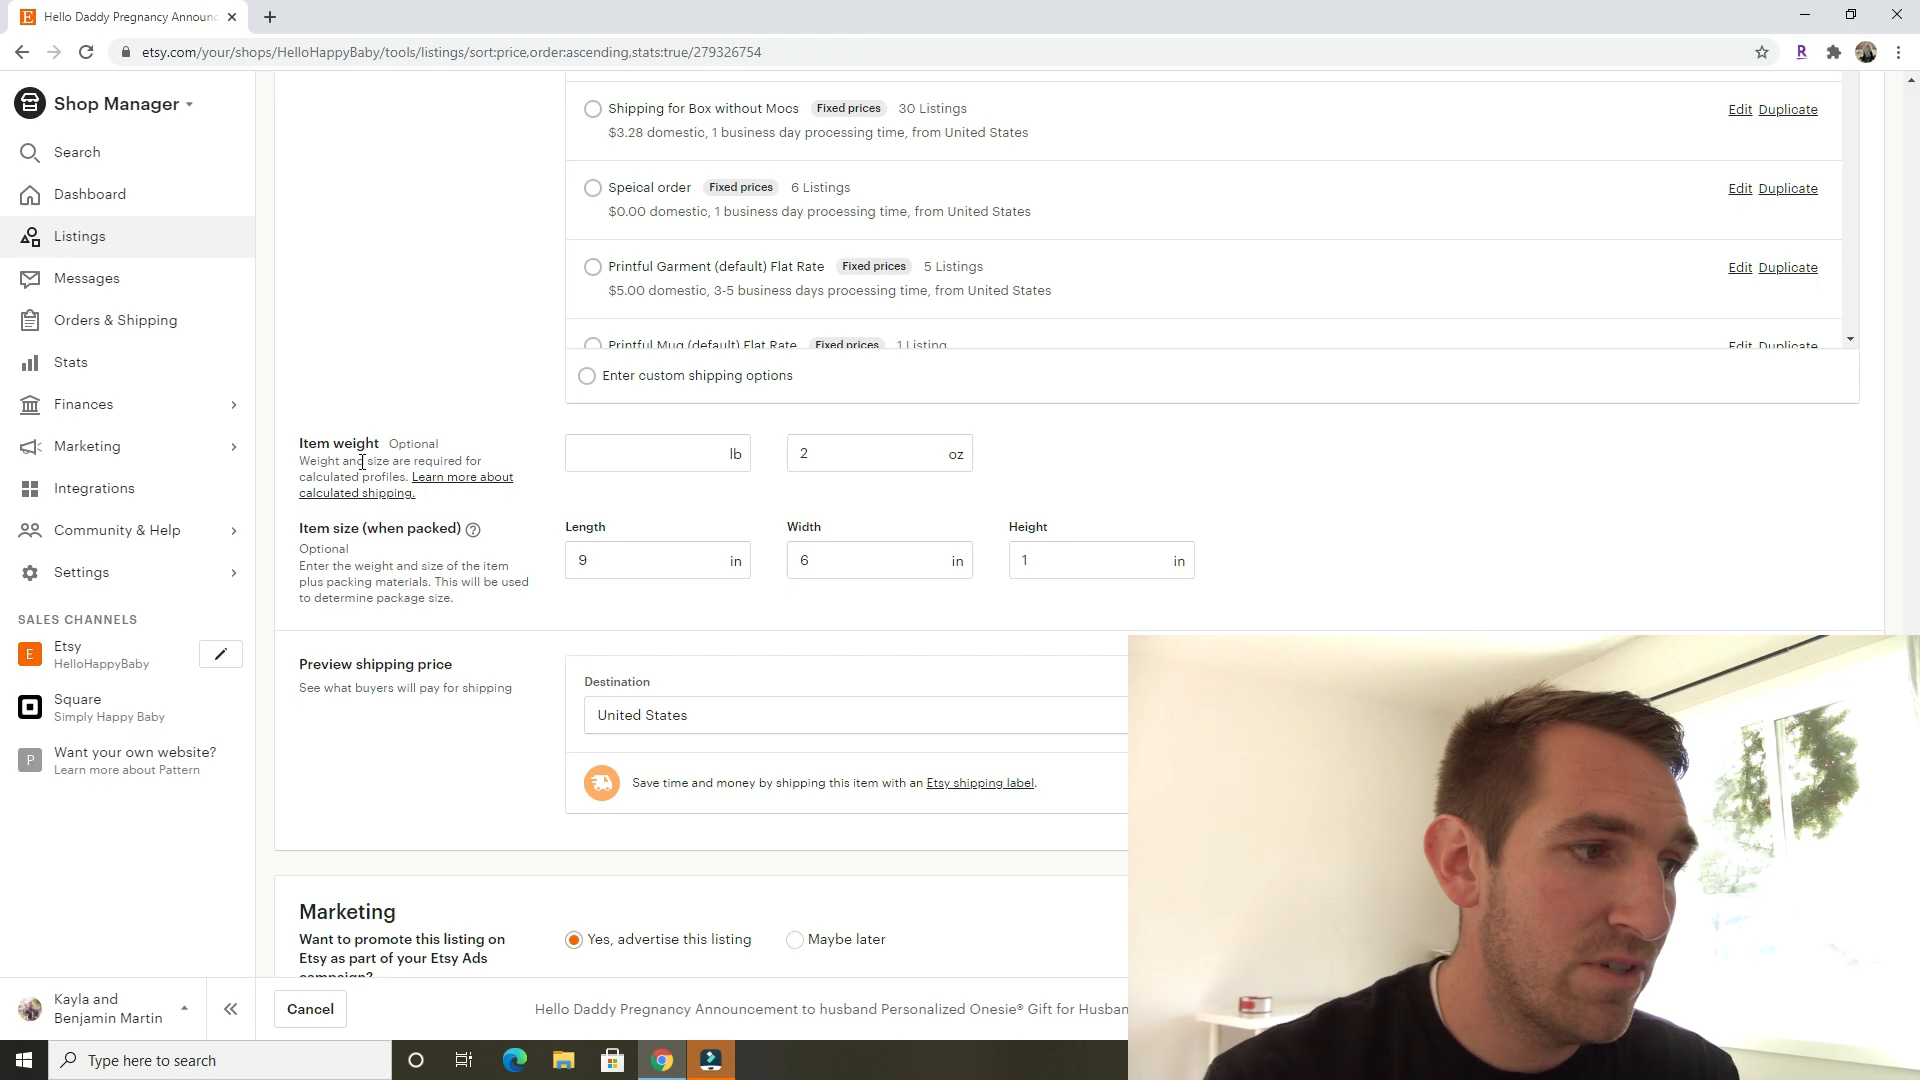 Hello Daddy Pregnancy Announc
etsy.com/your/shops/HelloHappyBaby/tools/listings/sort:price,order:ascending,stats:true/279326754
R
Shop Manager
Search
Dashboard
Listings
Messages
Orders & Shipping
Stats
Finances
Marketing
Integrations
Community & Help
Settings
SALES CHANNELS
E
Etsy
HelloHappyBaby
Square
Simply Happy Baby
P
Want your own website?
Learn more about Pattern
Kayla and
Benjamin Martin
Shipping for Box without Mocs Fixed prices 30 Listings Edit Duplicate
$3.28 domestic, 1 business day processing time, from United States
Speical order Fixed prices 6 Listings Edit Duplicate
$0.00 domestic, 1 business day processing time, from United States
Printful Garment (default) Flat Rate Fixed prices 5 Listings Edit Duplicate
$5.00 domestic, 3-5 business days processing time, from United States
Printful Mug (default) Flat Rate Fixed prices 1 Listing Edit Duplicate
Enter custom shipping options
Item weight Optional
Weight and size are required for
calculated profiles. Learn more about
calculated shipping.
lb
2 oz
Item size (when packed) ?
Optional
Enter the weight and size of the item
plus packing materials. This will be used
to determine package size.
Length Width Height
9 in 6 in 1 in
Preview shipping price
See what buyers will pay for shipping
Destination
United States
Save time and money by shipping this item with an Etsy shipping label.
Marketing
Want to promote this listing on
Etsy as part of your Etsy Ads
campaign?
Yes, advertise this listing Maybe later
Cancel
Hello Daddy Pregnancy Announcement to husband Personalized Onesie® Gift for Husban
Type here to search